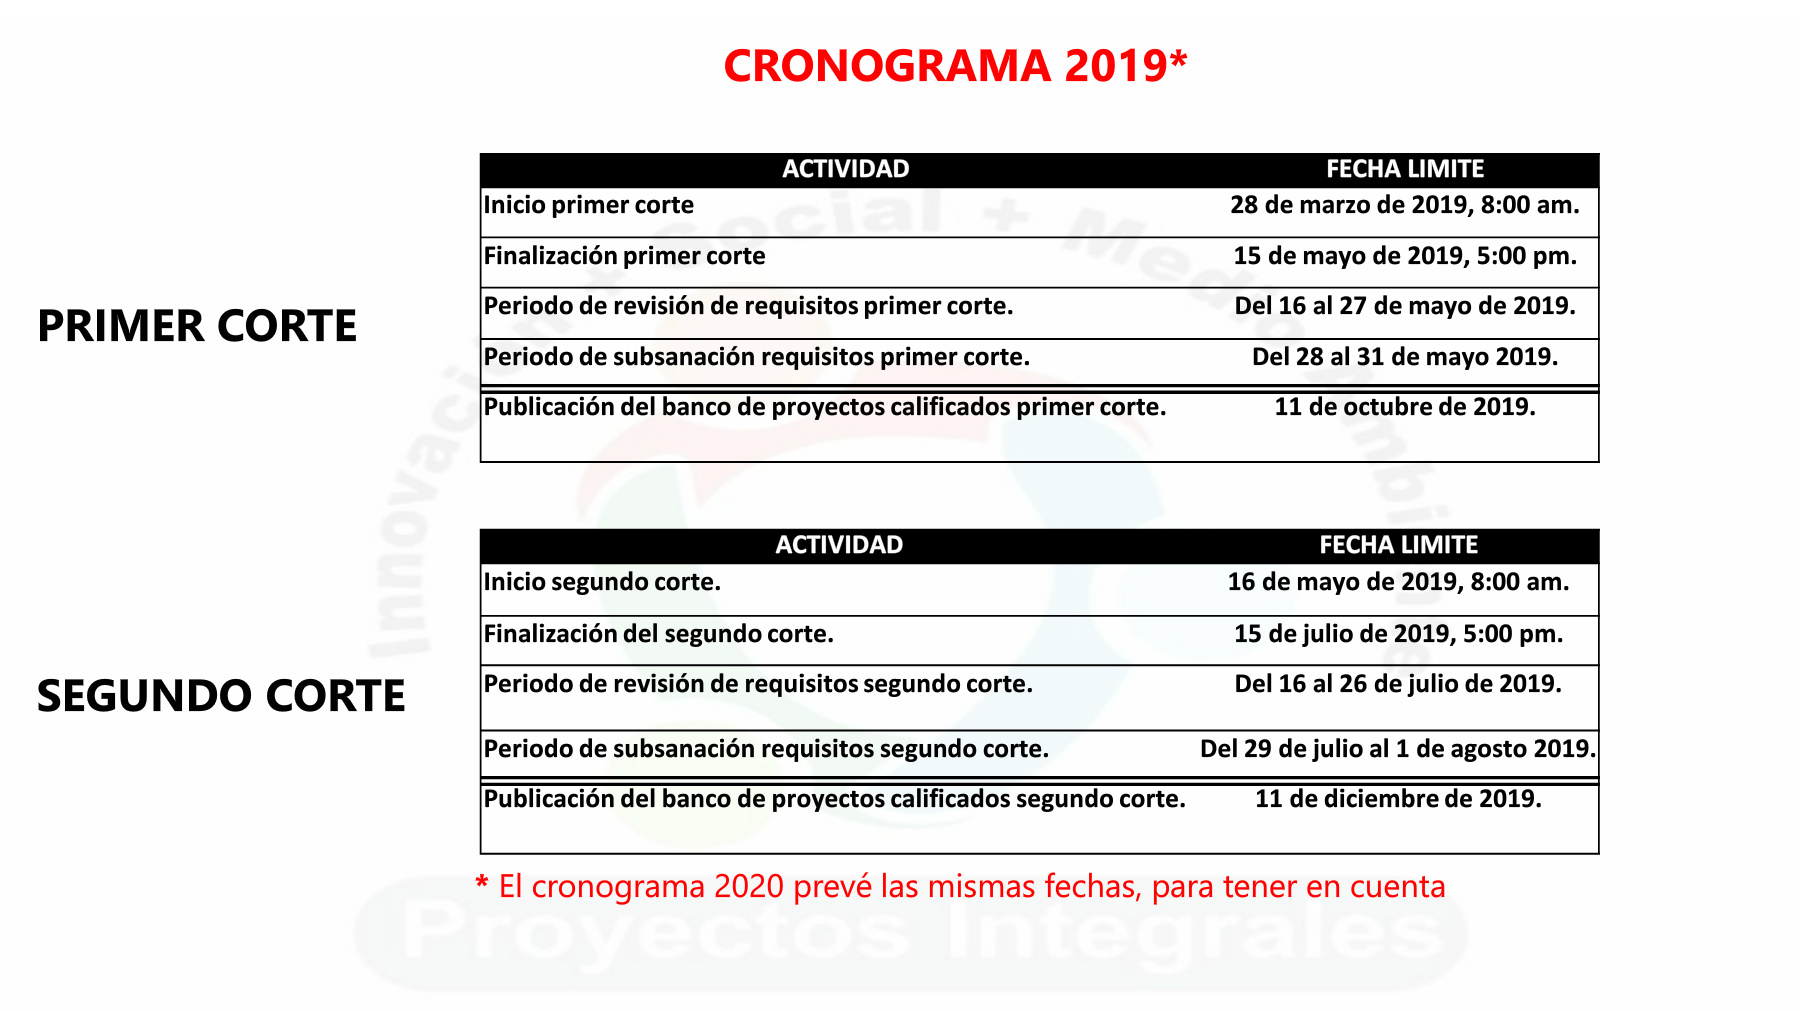 CRONOGRAMA 2019*
ACTIVIDAD FECHA LIMITE
Inicio primer corte 28 de marzo de 2019, 8:00 am.
Finalización primer corte 15 de mayo de 2019, 5:00 pm.
Periodo de revisión de requisitos primer corte. Del 16 al 27 de mayo de 2019.
PRIMER CORTE
Periodo de subsanación requisitos primer corte. Del 28 al 31 de mayo 2019.
Publicación del banco de proyectos calificados primer corte. 11 de octubre de 2019.
ACTIVIDAD FECHA LIMITE
Inicio segundo corte. 16 de mayo de 2019, 8:00 am.
Finalización del segundo corte. 15 de julio de 2019, 5:00 pm.
Periodo de revisión de requisitos segundo corte. Del 16 al 26 de julio de 2019.
SEGUNDO CORTE
Periodo de subsanación requisitos segundo corte. Del 29 de julio al 1 de agosto 2019.
Publicación del banco de proyectos calificados segundo corte. 11 de diciembre de 2019.
* El cronograma 2020 prevé las mismas fechas, para tener en cuenta
Innovación + Social + Medio Ambiente
Proyectos Integrales